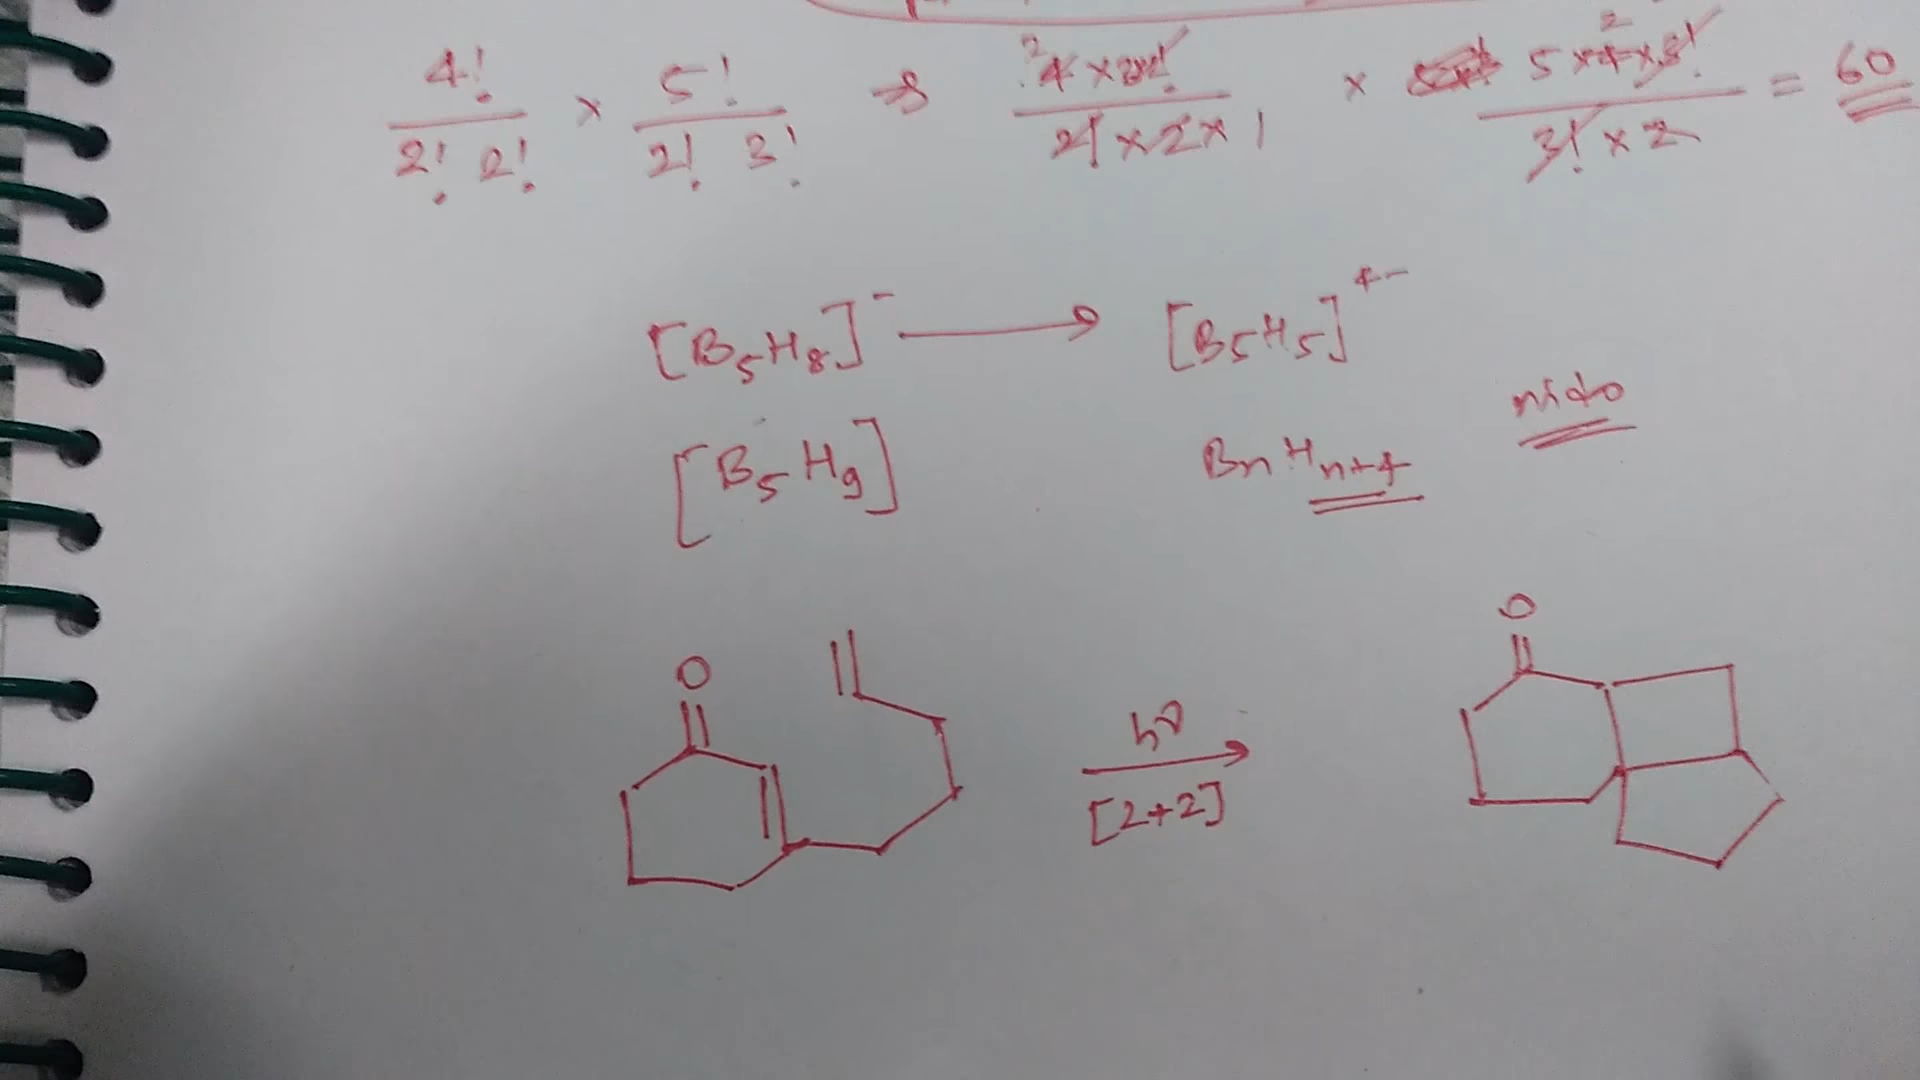 4! / 2! 2! × 5! / 2! 3! ⇒ 4 × 3 × 2! / 2! × 2 × 1 × 5 × 4 × 3! / 3! × 2 = 60
[B5H8]- → [B5H5]4-
nido
[B5H9] BnHn+4
O O
hν
[2+2]